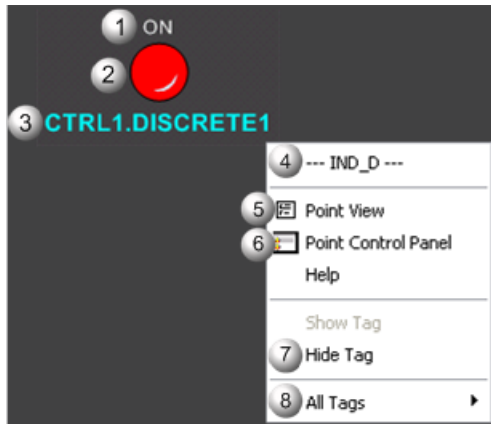 1 ON
2
3 CTRL1.DISCRETE1
4 --- IND_D ---
5 Point View
6 Point Control Panel
Help
Show Tag
7 Hide Tag
8 All Tags